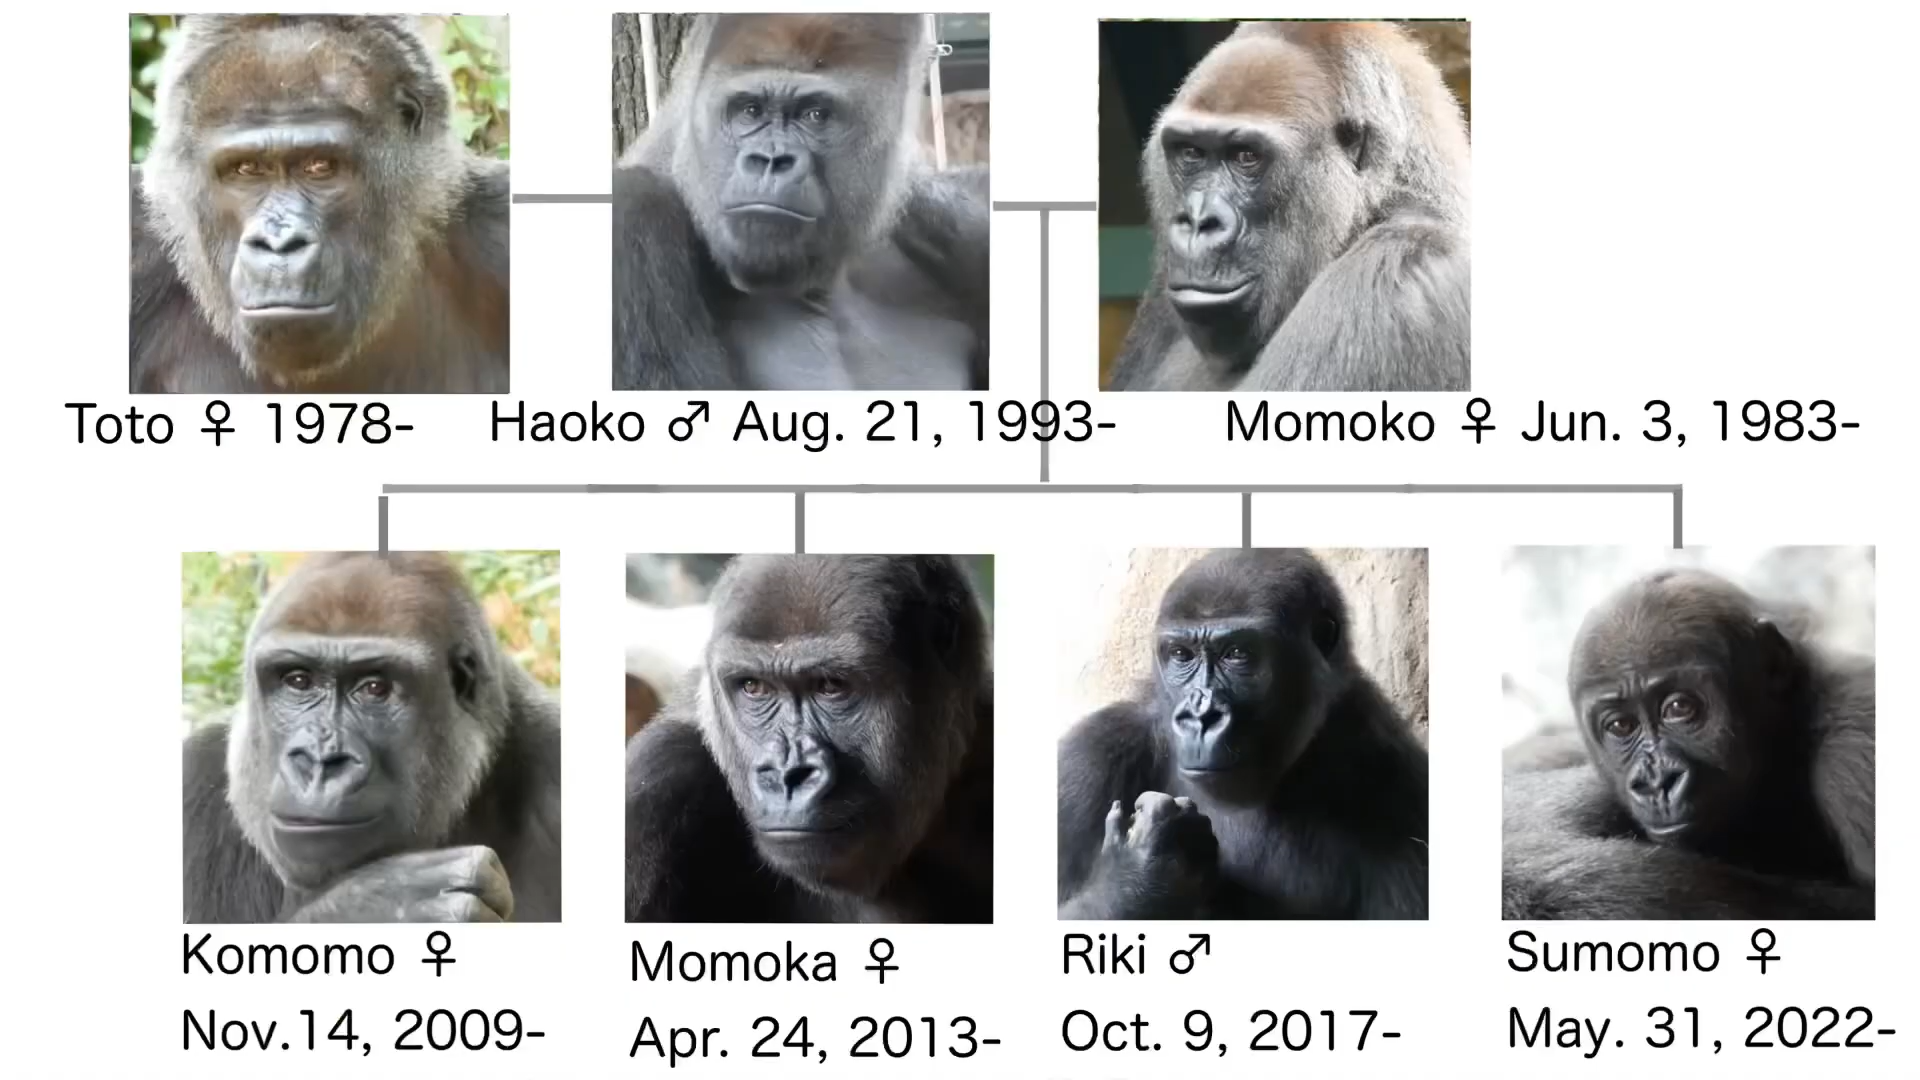 Toto ♀ 1978-
Haoko ♂ Aug. 21, 1993-
Momoko ♀ Jun. 3, 1983-
Komomo ♀
Nov.14, 2009-
Momoka ♀
Apr. 24, 2013-
Riki ♂
Oct. 9, 2017-
Sumomo ♀
May. 31, 2022-